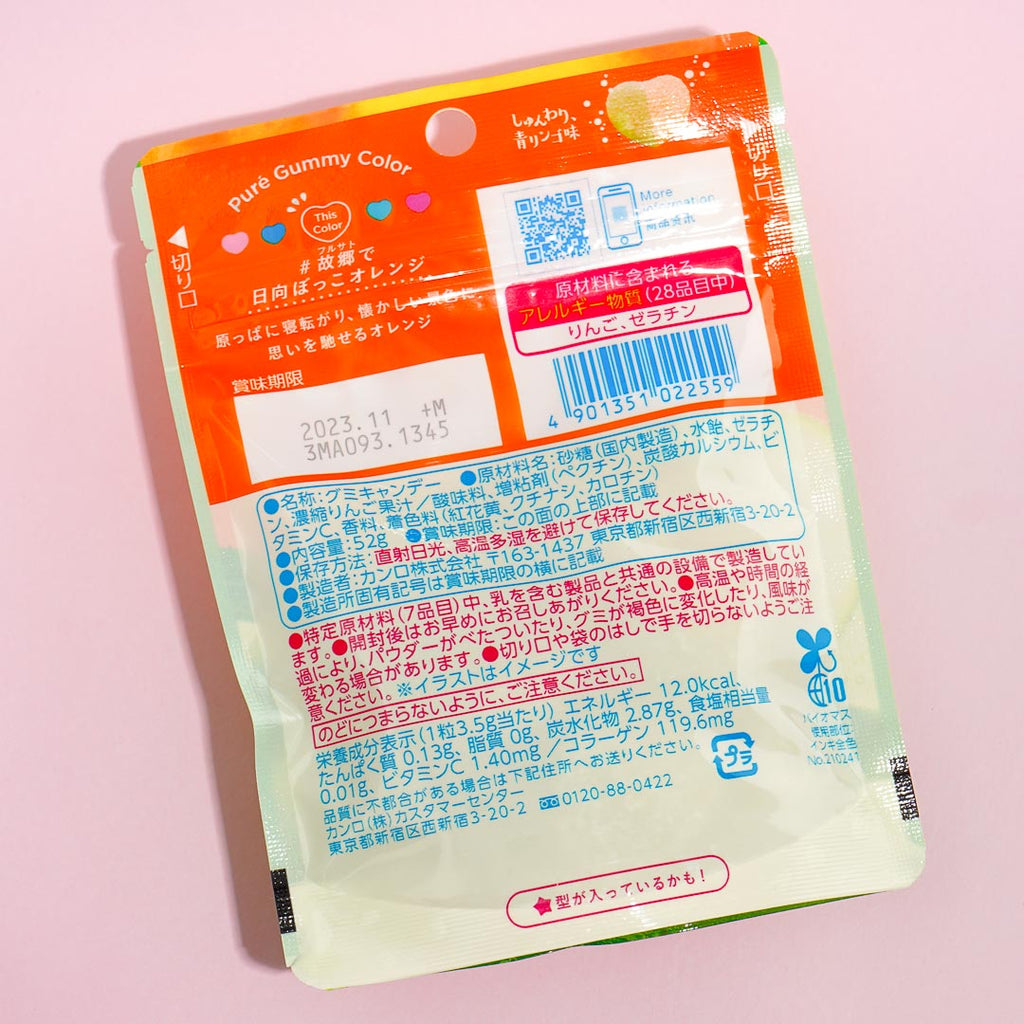 しゅんわり、
青リンゴ味
切り口
Puré Gummy Color
This
Color
フルサト
#故郷で
日向ぼっこオレンジ
原っぱに寝転がり、懐かしい景色に
思いを馳せるオレンジ
切り口
More
information
商品情報
原材料に含まれる
アレルギー物質(28品目中)
りんご、ゼラチン
4 901351 022559
賞味期限
2023.11 +M
3MA093.1345
●名称:グミキャンデー ●原材料名:砂糖(国内製造)、水飴、ゼラチ
ン、濃縮りんご果汁/酸味料、増粘剤(ペクチン)、炭酸カルシウム、ビ
タミンC、香料、着色料(紅花黄、クチナシ、カロチン)
●内容量:52g ●賞味期限:この面の上部に記載
●保存方法:直射日光、高温多湿を避けて保存してください。
●製造者:カンロ株式会社 〒163-1437 東京都新宿区西新宿3-20-2
●製造所固有記号は賞味期限の横に記載
●特定原材料(7品目)中、乳を含む製品と共通の設備で製造してい
ます。●開封後はお早めにお召しあがりください。●高温や時間の経
過により、パウダーがべたついたり、グミが褐色に変化したり、風味が
変わる場合があります。●切り口や袋のはしで手を切らないようご注
意ください。※イラストはイメージです
のどにつまらないように、ご注意ください。
栄養成分表示(1粒3.5g当たり) エネルギー 12.0kcal、
たんぱく質 0.13g、脂質 0g、炭水化物 2.87g、食塩相当量
0.01g、ビタミンC 1.40mg /コラーゲン 119.6mg
品質に不都合がある場合は下記住所へお送りください。
カンロ(株)カスタマーセンター 0120-88-0422
東京都新宿区西新宿3-20-2
プラ
10
バイオマス
インキ全色
No.210241
★型が入っているかも!